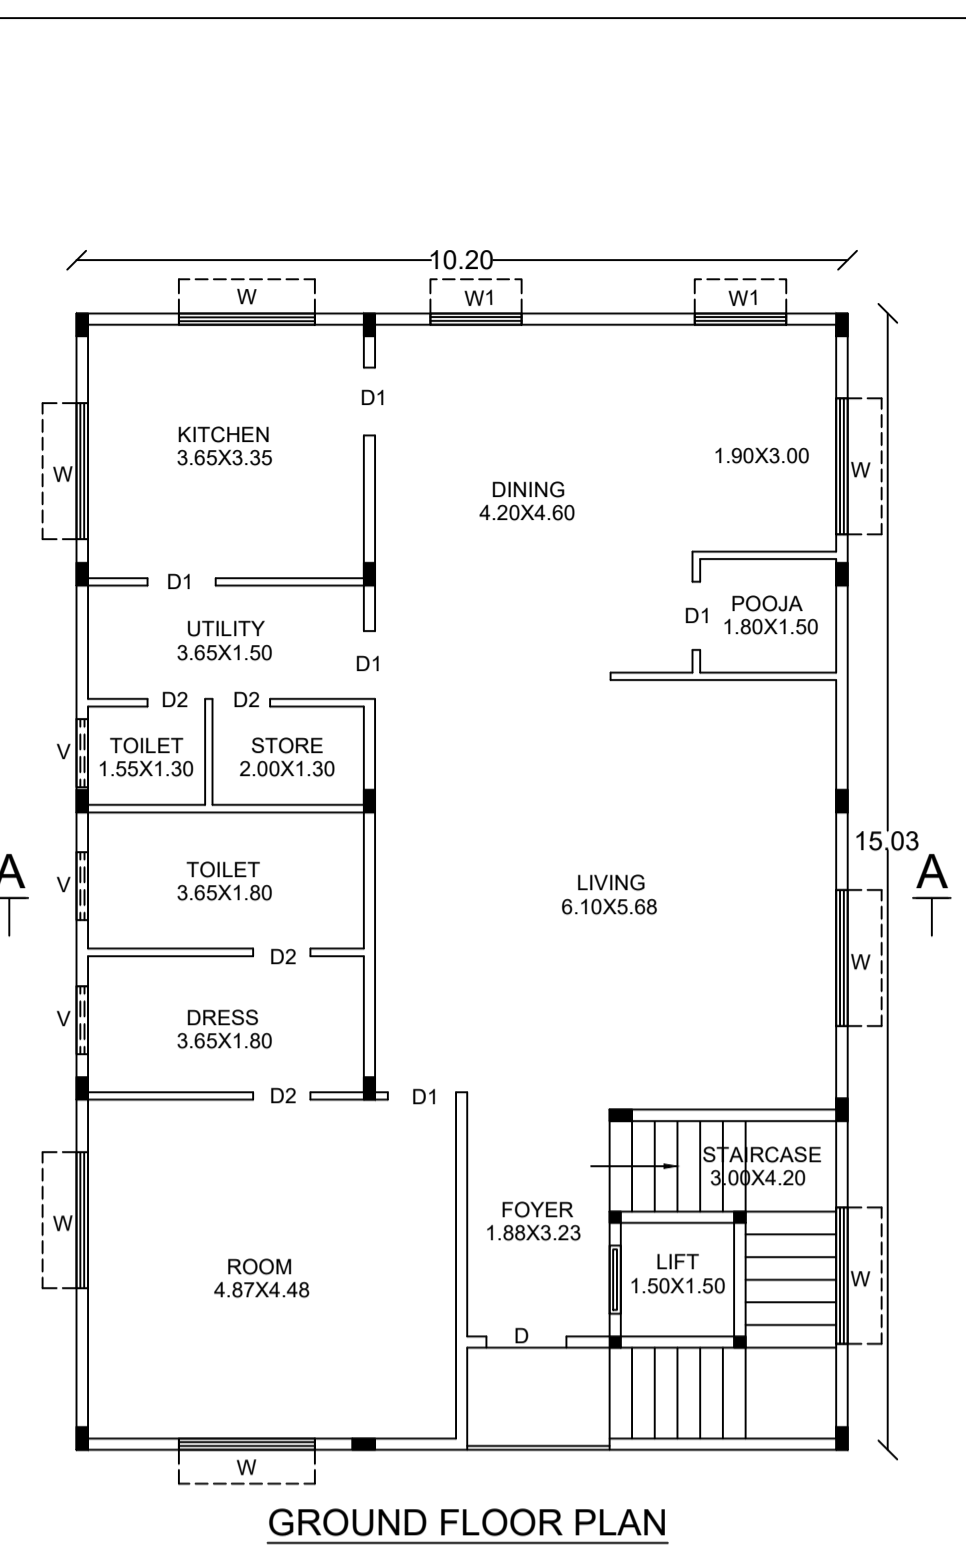 10.20
W
W1
W1
D1
KITCHEN
3.65X3.35
W
DINING
4.20X4.60
1.90X3.00
W
D1
UTILITY
3.65X1.50
D1
D1
POOJA
1.80X1.50
D2
D2
V
TOILET
1.55X1.30
STORE
2.00X1.30
15.03
A
V
TOILET
3.65X1.80
LIVING
6.10X5.68
A
D2
W
V
DRESS
3.65X1.80
D2
D1
STAIRCASE
3.00X4.20
W
FOYER
1.88X3.23
ROOM
4.87X4.48
LIFT
1.50X1.50
W
D
W
GROUND FLOOR PLAN